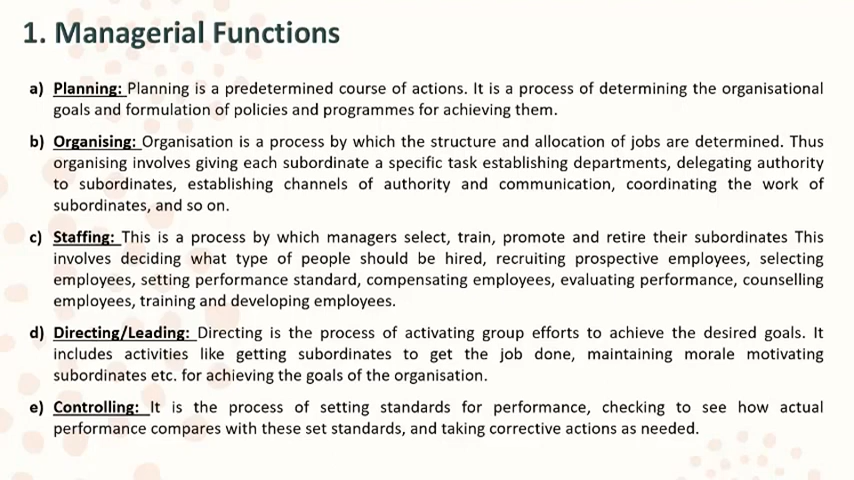 1. Managerial Functions
a) Planning: Planning is a predetermined course of actions. It is a process of determining the organisational
goals and formulation of policies and programmes for achieving them.
b) Organising: Organisation is a process by which the structure and allocation of jobs are determined. Thus
organising involves giving each subordinate a specific task establishing departments, delegating authority
to subordinates, establishing channels of authority and communication, coordinating the work of
subordinates, and so on.
c) Staffing: This is a process by which managers select, train, promote and retire their subordinates This
involves deciding what type of people should be hired, recruiting prospective employees, selecting
employees, setting performance standard, compensating employees, evaluating performance, counselling
employees, training and developing employees.
d) Directing/Leading: Directing is the process of activating group efforts to achieve the desired goals. It
includes activities like getting subordinates to get the job done, maintaining morale motivating
subordinates etc. for achieving the goals of the organisation.
e) Controlling: It is the process of setting standards for performance, checking to see how actual
performance compares with these set standards, and taking corrective actions as needed.